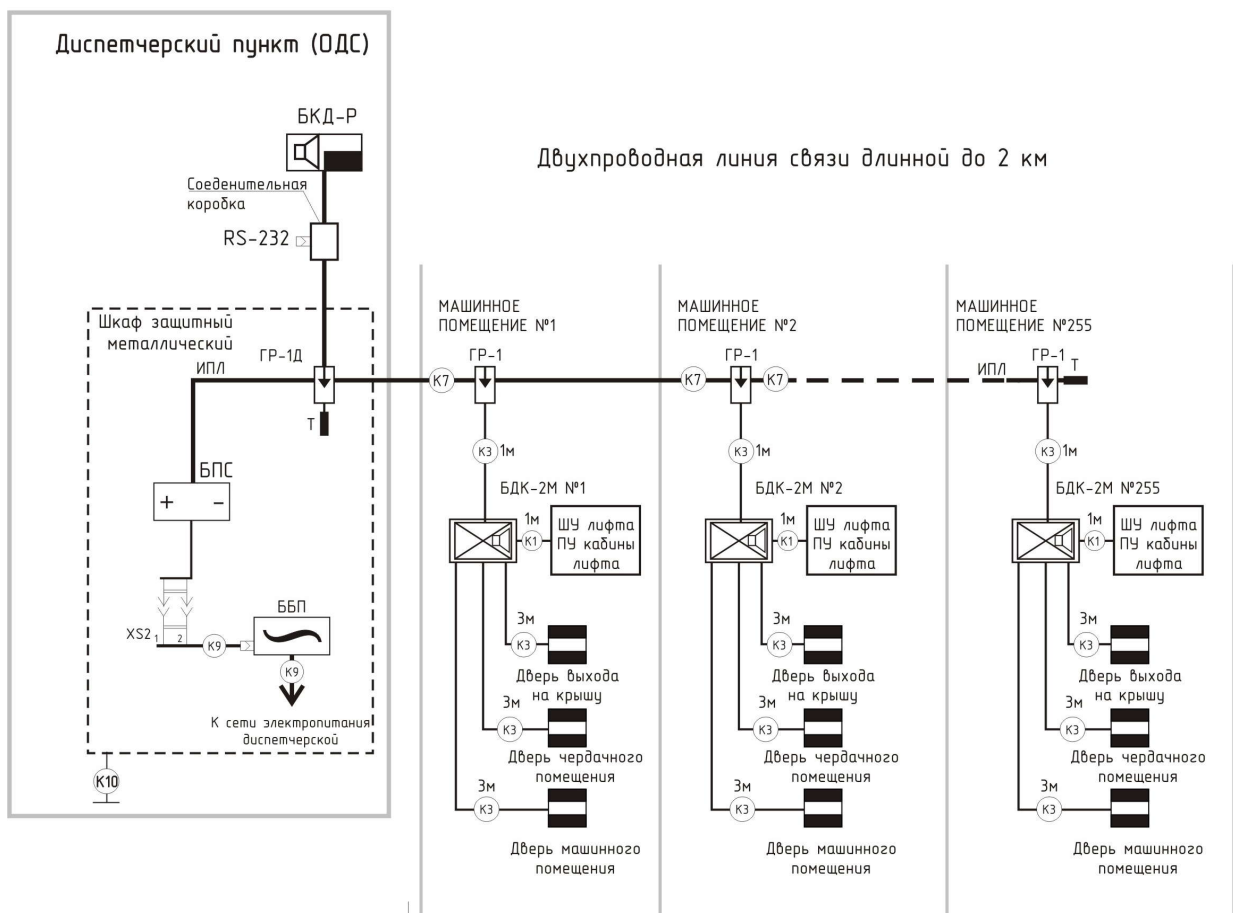 Диспетчерский пункт (ОДС)
БКД-Р
Соеденительная
коробка
RS-232
Двухпроводная линия связи длинной до 2 км
Шкаф защитный
металлический
ИПЛ
ГР-1Д
Т
БПС
+ -
XS2 1 2
К9
ББП
К9
К сети электропитания
диспетчерской
К10
МАШИННОЕ
ПОМЕЩЕНИЕ №1
К7
ГР-1
К3 1м
БДК-2М №1
1м
К1
ШУ лифта
ПУ кабины
лифта
3м
К3
Дверь выхода
на крышу
3м
К3
Дверь чердачного
помещения
3м
К3
Дверь машинного
помещения
МАШИННОЕ
ПОМЕЩЕНИЕ №2
К7
ГР-1
К7
К3 1м
БДК-2М №2
1м
К1
ШУ лифта
ПУ кабины
лифта
3м
К3
Дверь выхода
на крышу
3м
К3
Дверь чердачного
помещения
3м
К3
Дверь машинного
помещения
МАШИННОЕ
ПОМЕЩЕНИЕ №255
ИПЛ
ГР-1
Т
К3 1м
БДК-2М №255
1м
К1
ШУ лифта
ПУ кабины
лифта
3м
К3
Дверь выхода
на крышу
3м
К3
Дверь чердачного
помещения
3м
К3
Дверь машинного
помещения